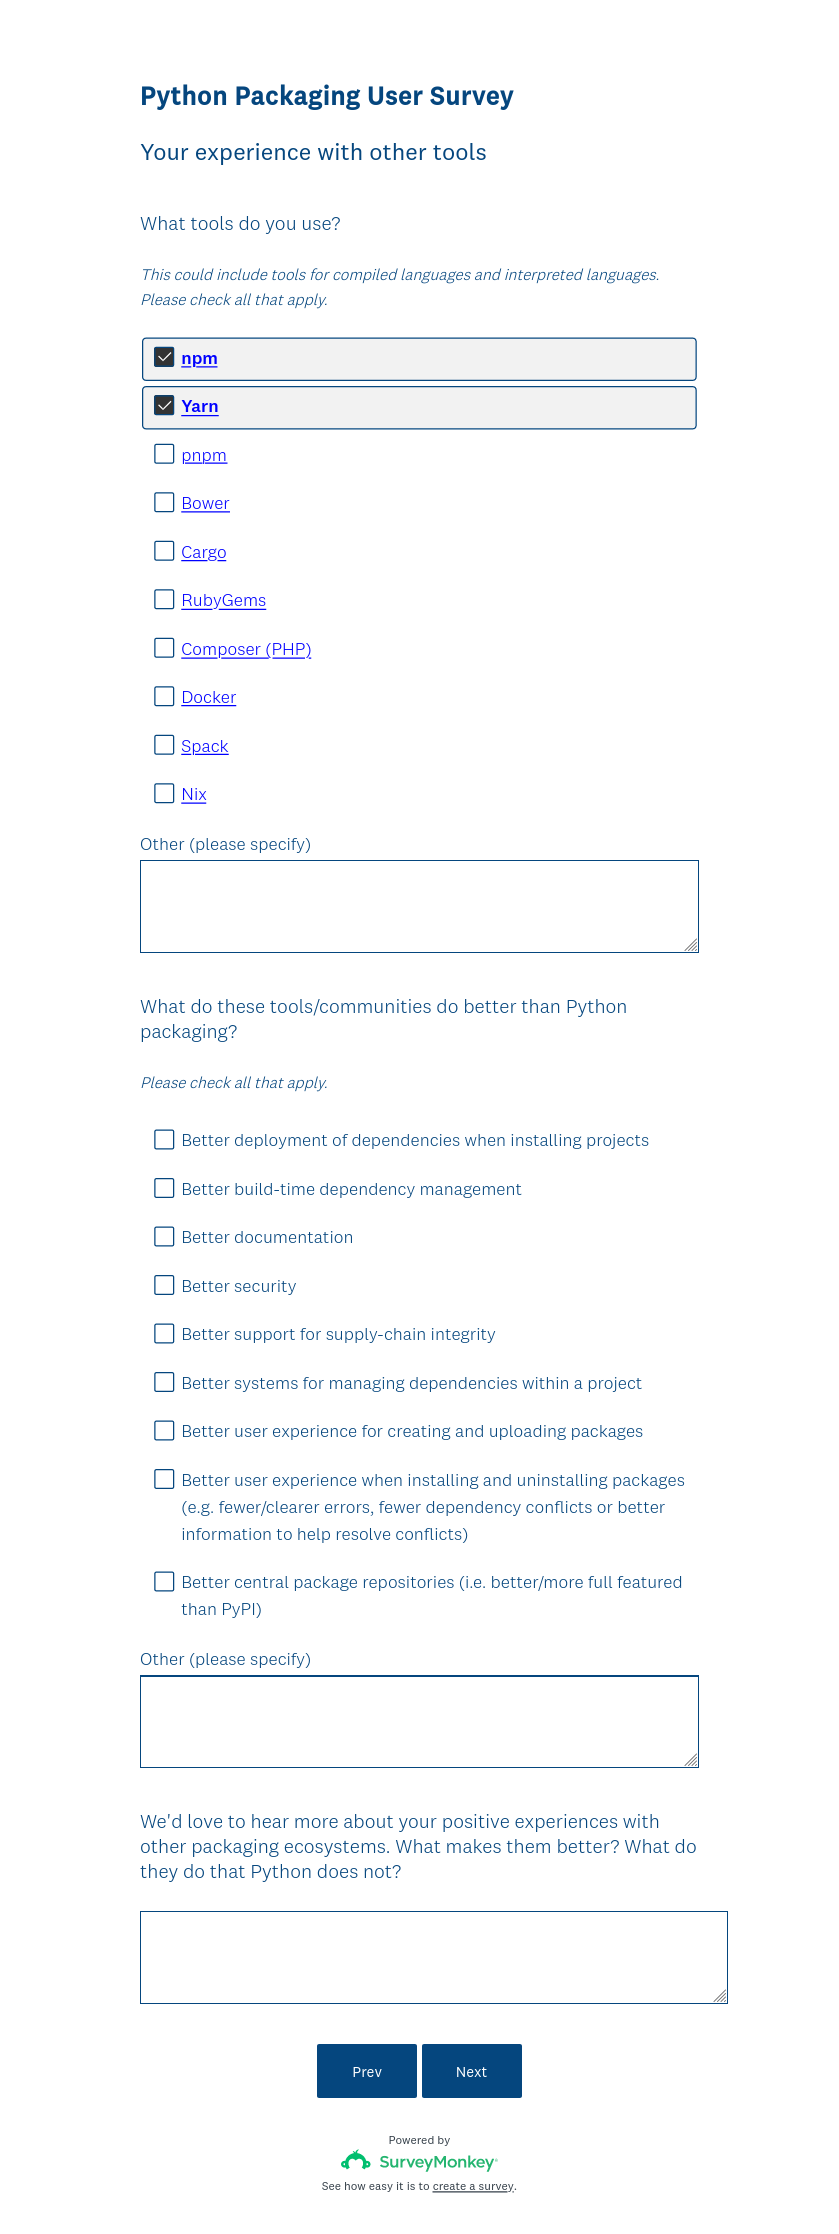 Python Packaging User Survey
Your experience with other tools
What tools do you use?
This could include tools for compiled languages and interpreted languages.
Please check all that apply.
npm
Yarn
pnpm
Bower
Cargo
RubyGems
Composer (PHP)
Docker
Spack
Nix
Other (please specify)
What do these tools/communities do better than Python
packaging?
Please check all that apply.
Better deployment of dependencies when installing projects
Better build-time dependency management
Better documentation
Better security
Better support for supply-chain integrity
Better systems for managing dependencies within a project
Better user experience for creating and uploading packages
Better user experience when installing and uninstalling packages
(e.g. fewer/clearer errors, fewer dependency conflicts or better
information to help resolve conflicts)
Better central package repositories (i.e. better/more full featured
than PyPI)
Other (please specify)
We'd love to hear more about your positive experiences with
other packaging ecosystems. What makes them better? What do
they do that Python does not?
Prev Next
Powered by
SurveyMonkey
See how easy it is to create a survey.